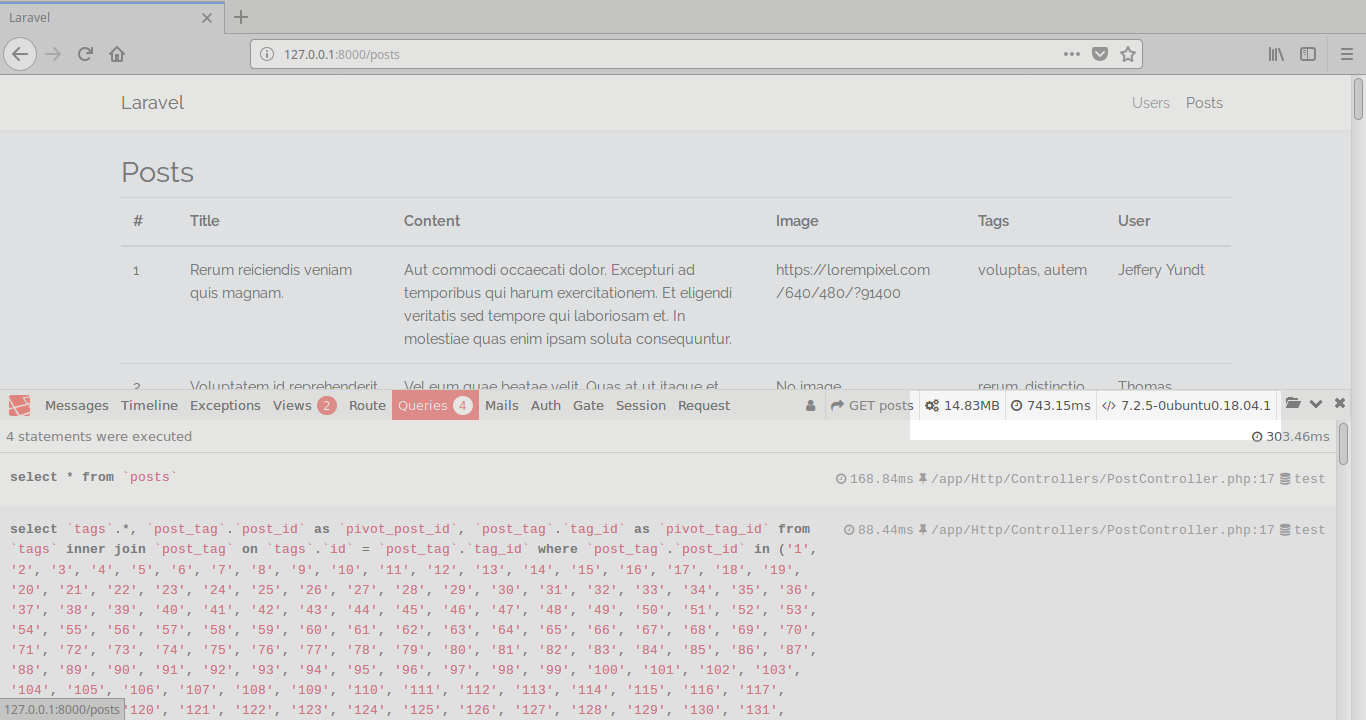 Laravel
127.0.0.1:8000/posts
Laravel Users Posts
Posts
# Title Content Image Tags User
1 Rerum reiciendis veniam Aut commodi occaecati dolor. Excepturi ad https://lorempixel.com voluptas, autem Jeffery Yundt
quis magnam. temporibus qui harum exercitationem. Et eligendi /640/480/?91400
veritatis sed tempore qui laboriosam et. In
molestiae quas enim ipsam soluta consequuntur.
2 Voluptatem id reprehenderit Vel eum quae beatae velit. Quas at ut itaque et No image rerum, distinctio Thomas
Messages Timeline Exceptions Views 2 Route Queries 4 Mails Auth Gate Session Request GET posts 14.83MB 743.15ms 7.2.5-0ubuntu0.18.04.1
4 statements were executed 303.46ms
select * from `posts` 168.84ms /app/Http/Controllers/PostController.php:17 test
select `tags`.*, `post_tag`.`post_id` as `pivot_post_id`, `post_tag`.`tag_id` as `pivot_tag_id` from 88.44ms /app/Http/Controllers/PostController.php:17 test
`tags` inner join `post_tag` on `tags`.`id` = `post_tag`.`tag_id` where `post_tag`.`post_id` in ('1',
'2', '3', '4', '5', '6', '7', '8', '9', '10', '11', '12', '13', '14', '15', '16', '17', '18', '19',
'20', '21', '22', '23', '24', '25', '26', '27', '28', '29', '30', '31', '32', '33', '34', '35', '36',
'37', '38', '39', '40', '41', '42', '43', '44', '45', '46', '47', '48', '49', '50', '51', '52', '53',
'54', '55', '56', '57', '58', '59', '60', '61', '62', '63', '64', '65', '66', '67', '68', '69', '70',
'71', '72', '73', '74', '75', '76', '77', '78', '79', '80', '81', '82', '83', '84', '85', '86', '87',
'88', '89', '90', '91', '92', '93', '94', '95', '96', '97', '98', '99', '100', '101', '102', '103',
'104', '105', '106', '107', '108', '109', '110', '111', '112', '113', '114', '115', '116', '117',
127.0.0.1:8000/posts '120', '121', '122', '123', '124', '125', '126', '127', '128', '129', '130', '131',